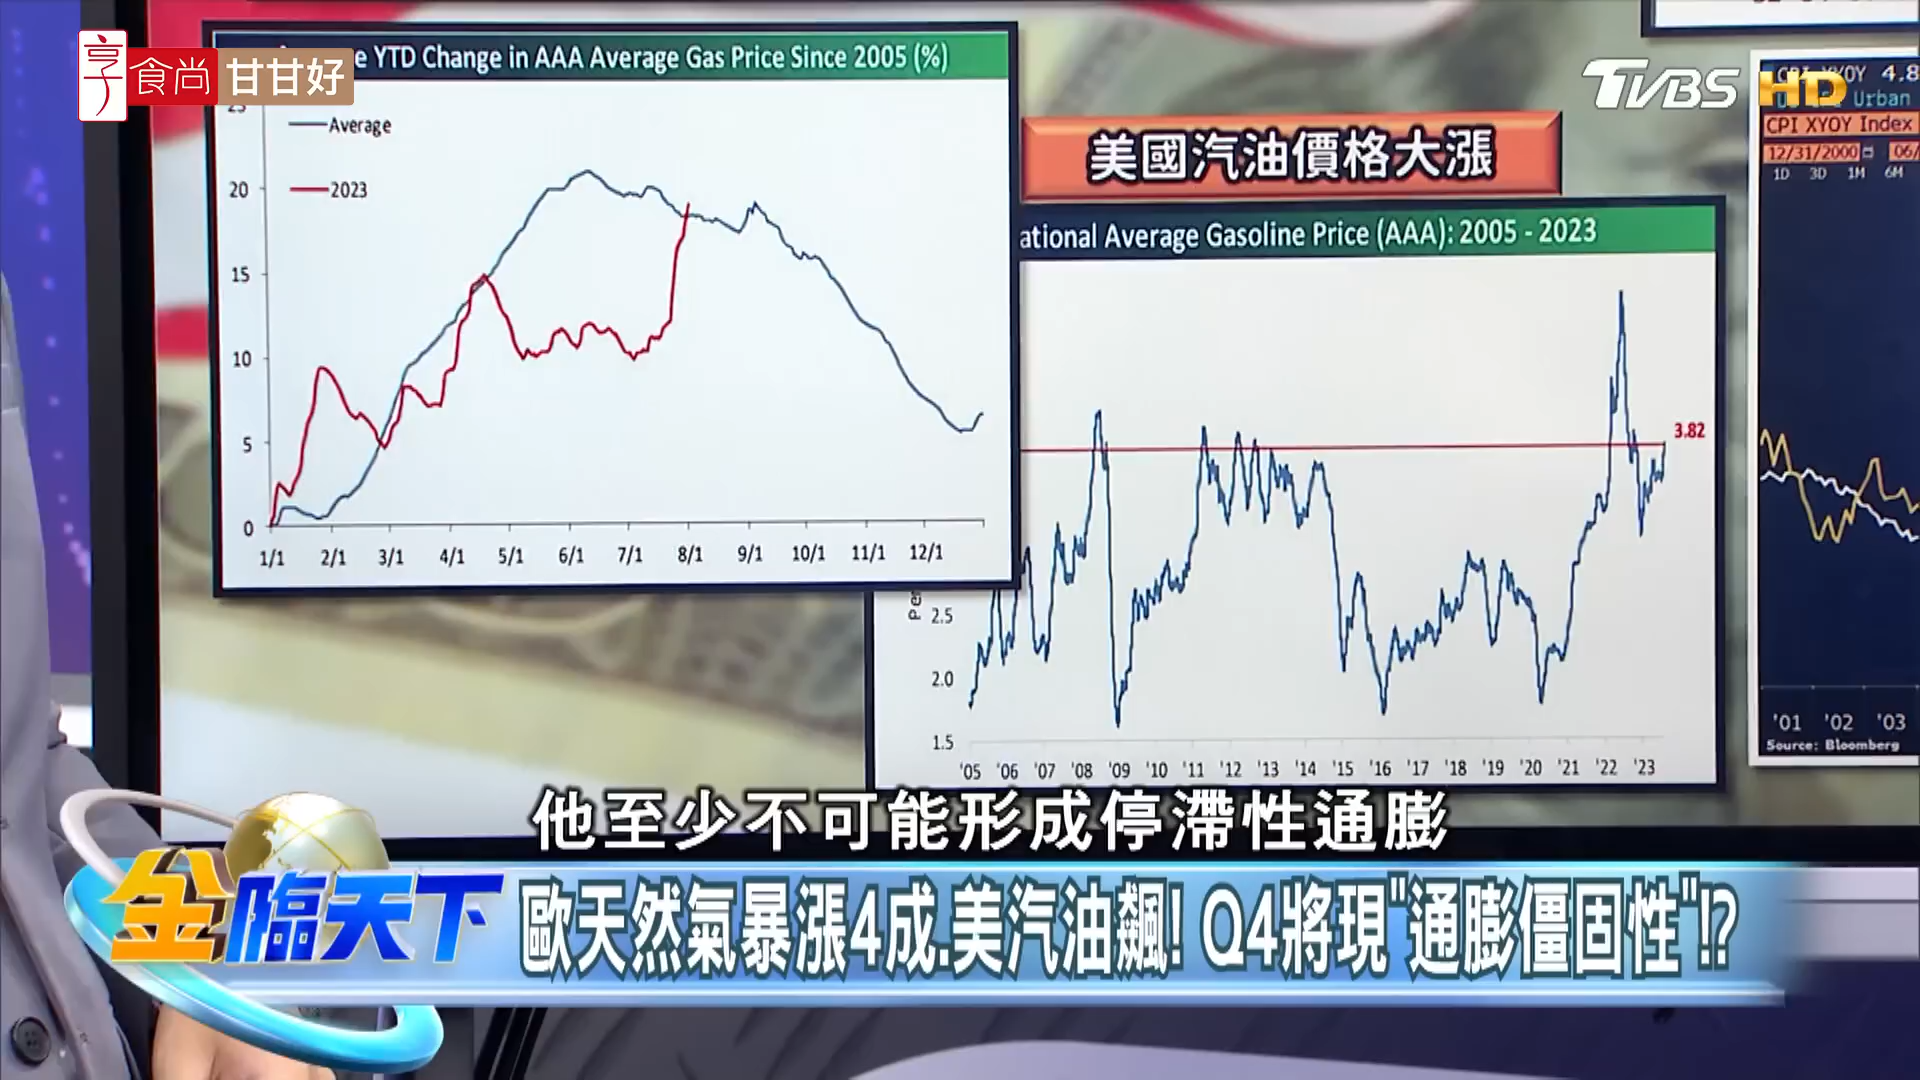 享 食尚 甘甘好
e YTD Change in AAA Average Gas Price Since 2005 (%)
Average
2023
20
15
10
5
0
1/1 2/1 3/1 4/1 5/1 6/1 7/1 8/1 9/1 10/1 11/1 12/1
TVBS HD
美國汽油價格大漲
ational Average Gasoline Price (AAA): 2005 - 2023
3.82
2.5
2.0
1.5
'05 '06 '07 '08 '09 '10 '11 '12 '13 '14 '15 '16 '17 '18 '19 '20 '21 '22 '23
CPI XYOY 4.8
Urban
CPI XYOY Index
12/31/2000 06/
1D 3D 1M 6M
'01 '02 '03
Source: Bloomberg
他至少不可能形成停滯性通膨
金臨天下
歐天然氣暴漲4成.美汽油飆! Q4將現"通膨僵固性"!?